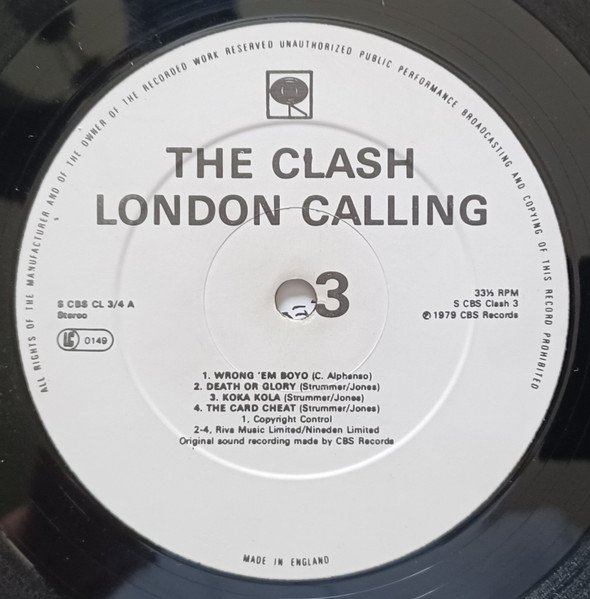 ALL RIGHTS OF THE MANUFACTURER AND OF THE OWNER OF THE RECORDED WORK RESERVED UNAUTHORIZED PUBLIC PERFORMANCE BROADCASTING AND COPYING OF THIS RECORD PROHIBITED
THE CLASH
LONDON CALLING
3
S CBS CL 3/4 A
Stereo
LC 0149
33⅓ RPM
S CBS Clash 3
℗ 1979 CBS Records
1. WRONG 'EM BOYO (C. Alphanso)
2. DEATH OR GLORY (Strummer/Jones)
3. KOKA KOLA (Strummer/Jones)
4. THE CARD CHEAT (Strummer/Jones)
1, Copyright Control
2-4, Riva Music Limited/Nineden Limited
Original sound recording made by CBS Records
MADE IN ENGLAND